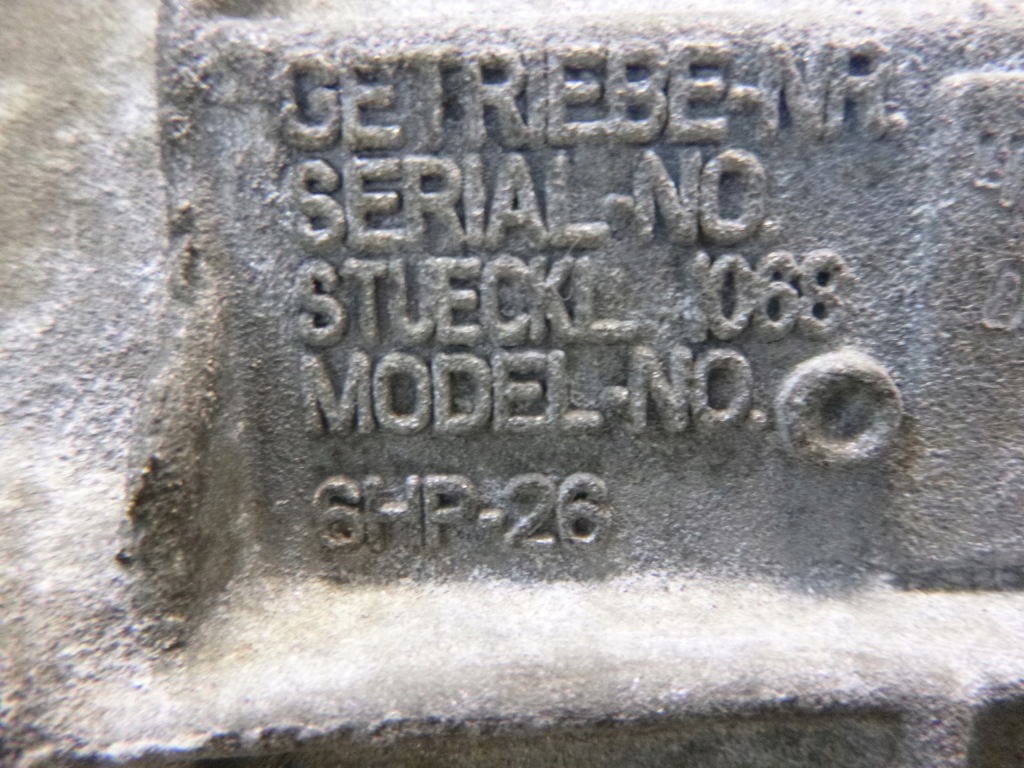 GETRIEBE-NR.
SERIAL-NO.
STUECKL. 1068
MODEL-NO.
6HP-26